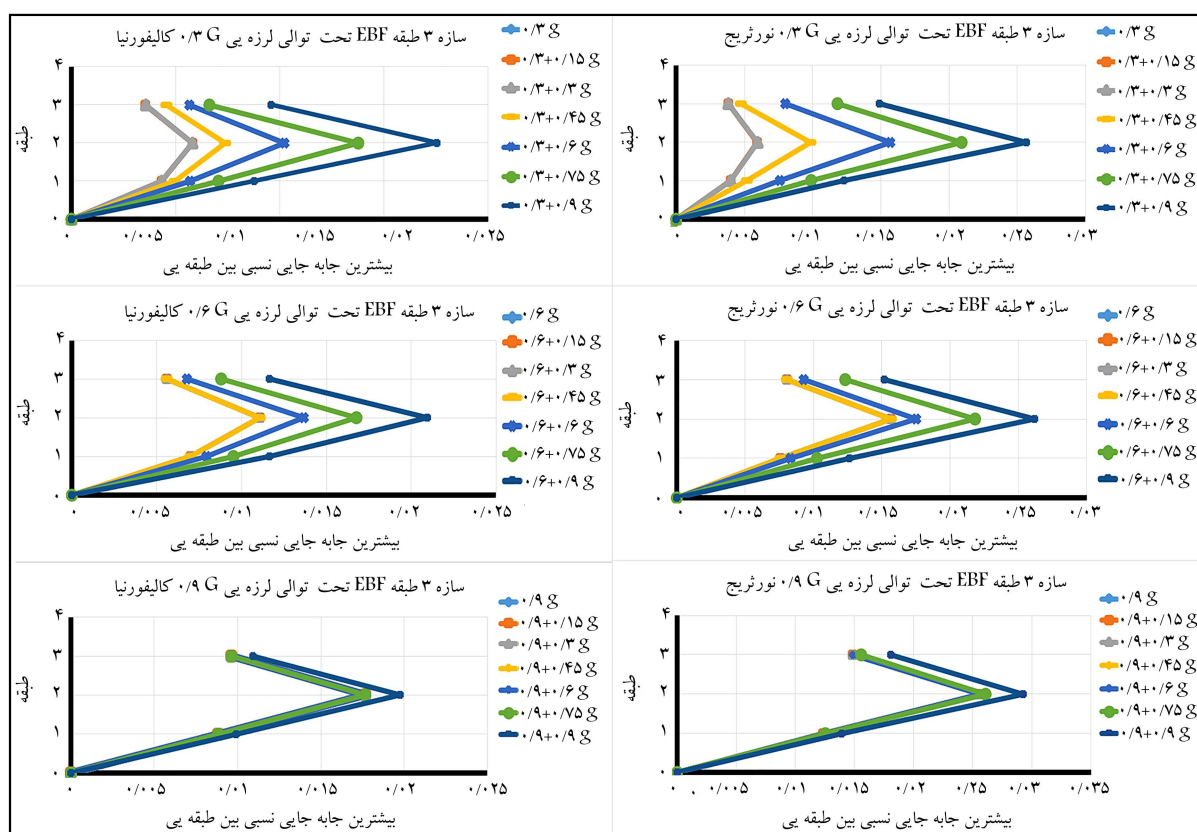 سازه ۳ طبقه EBF تحت توالی لرزه یی ۰/۳ G کالیفورنیا
۰/۳ g
۰/۳+۰/۱۵ g
۰/۳+۰/۳ g
۰/۳+۰/۴۵ g
۰/۳+۰/۶ g
۰/۳+۰/۷۵ g
۰/۳+۰/۹ g
طبقه
۴
۳
۲
۱
۰
۰ ۰/۰۰۵ ۰/۰۱ ۰/۰۱۵ ۰/۰۲ ۰/۰۲۵
بیشترین جابه جایی نسبی بین طبقه یی
سازه ۳ طبقه EBF تحت توالی لرزه یی ۰/۳ G نورثریج
۰/۳ g
۰/۳+۰/۱۵ g
۰/۳+۰/۳ g
۰/۳+۰/۴۵ g
۰/۳+۰/۶ g
۰/۳+۰/۷۵ g
۰/۳+۰/۹ g
طبقه
۴
۳
۲
۱
۰
۰ ۰/۰۰۵ ۰/۰۱ ۰/۰۱۵ ۰/۰۲ ۰/۰۲۵ ۰/۰۳
بیشترین جابه جایی نسبی بین طبقه یی
سازه ۳ طبقه EBF تحت توالی لرزه یی ۰/۶ G کالیفورنیا
۰/۶ g
۰/۶+۰/۱۵ g
۰/۶+۰/۳ g
۰/۶+۰/۴۵ g
۰/۶+۰/۶ g
۰/۶+۰/۷۵ g
۰/۶+۰/۹ g
طبقه
۴
۳
۲
۱
۰
۰ ۰/۰۰۵ ۰/۰۱ ۰/۰۱۵ ۰/۰۲ ۰/۰۲۵
بیشترین جابه جایی نسبی بین طبقه یی
سازه ۳ طبقه EBF تحت توالی لرزه یی ۰/۶ G نورثریج
۰/۶ g
۰/۶+۰/۱۵ g
۰/۶+۰/۳ g
۰/۶+۰/۴۵ g
۰/۶+۰/۶ g
۰/۶+۰/۷۵ g
۰/۶+۰/۹ g
طبقه
۴
۳
۲
۱
۰
۰ ۰/۰۰۵ ۰/۰۱ ۰/۰۱۵ ۰/۰۲ ۰/۰۲۵ ۰/۰۳
بیشترین جابه جایی نسبی بین طبقه یی
سازه ۳ طبقه EBF تحت توالی لرزه یی ۰/۹ G کالیفورنیا
۰/۹ g
۰/۹+۰/۱۵ g
۰/۹+۰/۳ g
۰/۹+۰/۴۵ g
۰/۹+۰/۶ g
۰/۹+۰/۷۵ g
۰/۹+۰/۹ g
طبقه
۴
۳
۲
۱
۰
۰ ۰/۰۰۵ ۰/۰۱ ۰/۰۱۵ ۰/۰۲ ۰/۰۲۵
بیشترین جابه جایی نسبی بین طبقه یی
سازه ۳ طبقه EBF تحت توالی لرزه یی ۰/۹ G نورثریج
۰/۹ g
۰/۹+۰/۱۵ g
۰/۹+۰/۳ g
۰/۹+۰/۴۵ g
۰/۹+۰/۶ g
۰/۹+۰/۷۵ g
۰/۹+۰/۹ g
طبقه
۴
۳
۲
۱
۰
۰ ۰/۰۰۵ ۰/۰۱ ۰/۰۱۵ ۰/۰۲ ۰/۰۲۵ ۰/۰۳ ۰/۰۳۵
بیشترین جابه جایی نسبی بین طبقه یی